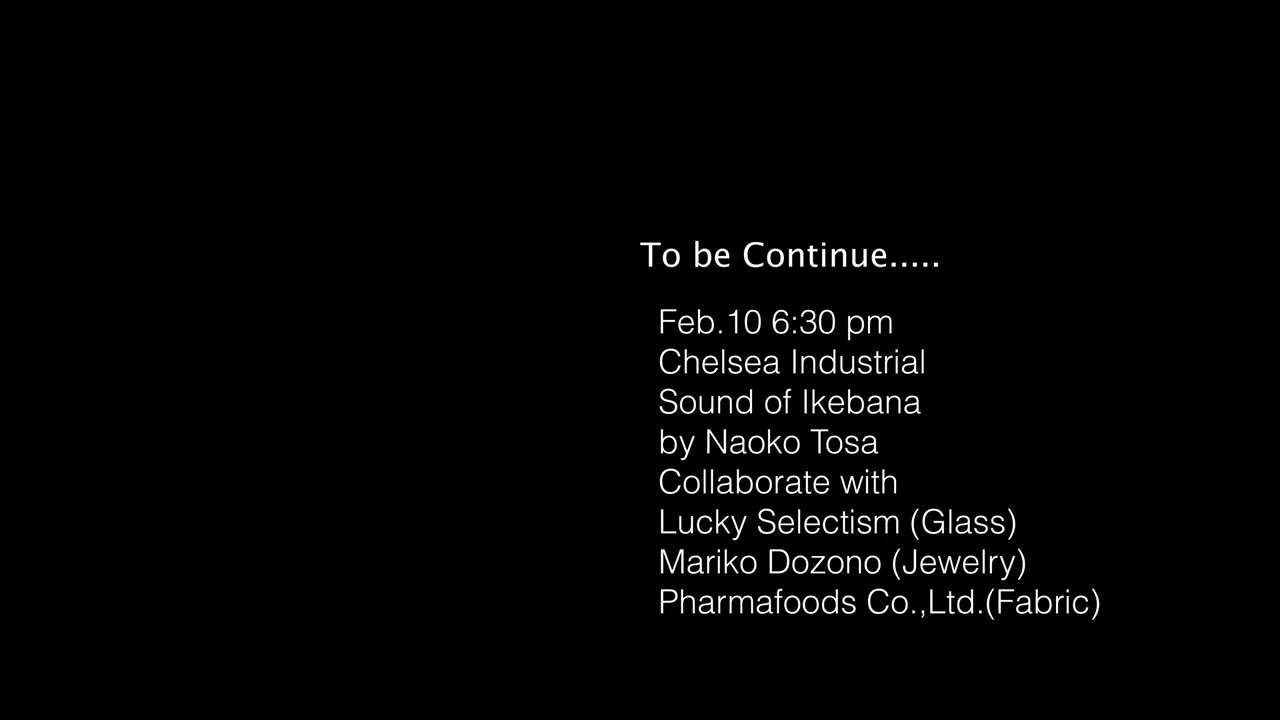 To be Continue.....
Feb.10 6:30 pm
Chelsea Industrial
Sound of Ikebana
by Naoko Tosa
Collaborate with
Lucky Selectism (Glass)
Mariko Dozono (Jewelry)
Pharmafoods Co.,Ltd.(Fabric)